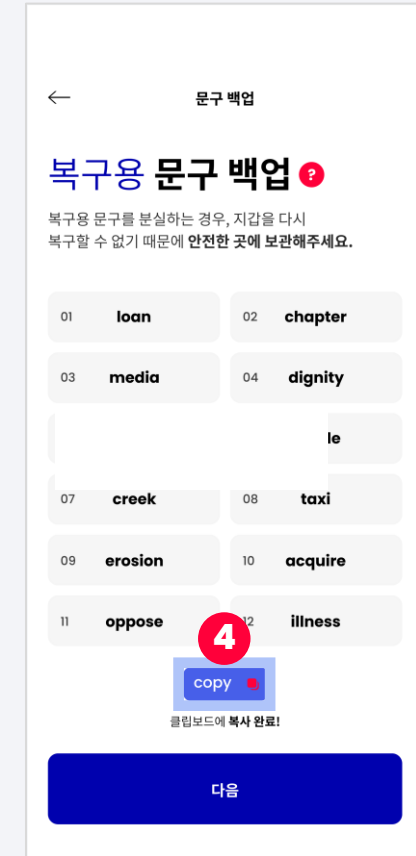 문구 백업
복구용 문구 백업 ?
복구용 문구를 분실하는 경우, 지갑을 다시
복구할 수 없기 때문에 안전한 곳에 보관해주세요.
01 loan 02 chapter
03 media 04 dignity
07 creek 08 taxi
09 erosion 10 acquire
11 oppose 12 illness
4
copy
클립보드에 복사 완료!
다음